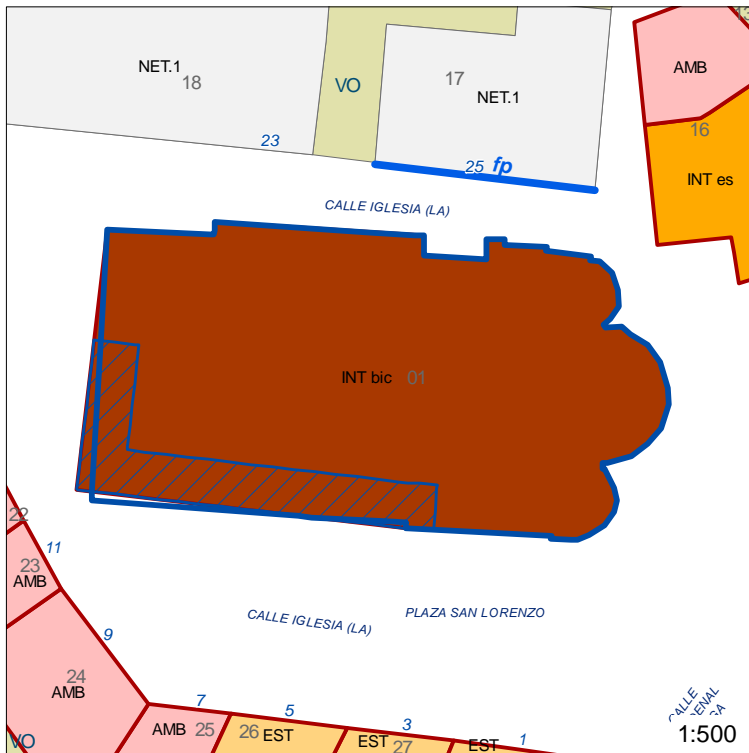 NET.1
18
VO
17
NET.1
AMB
16
INT es
23
25 fp
CALLE IGLESIA (LA)
INT bic 01
22
11
23
AMB
9
24
AMB
CALLE IGLESIA (LA)
PLAZA SAN LORENZO
7
5
3
1
AMB 25
26 EST
EST 27
EST
VO
CALLE
1:500